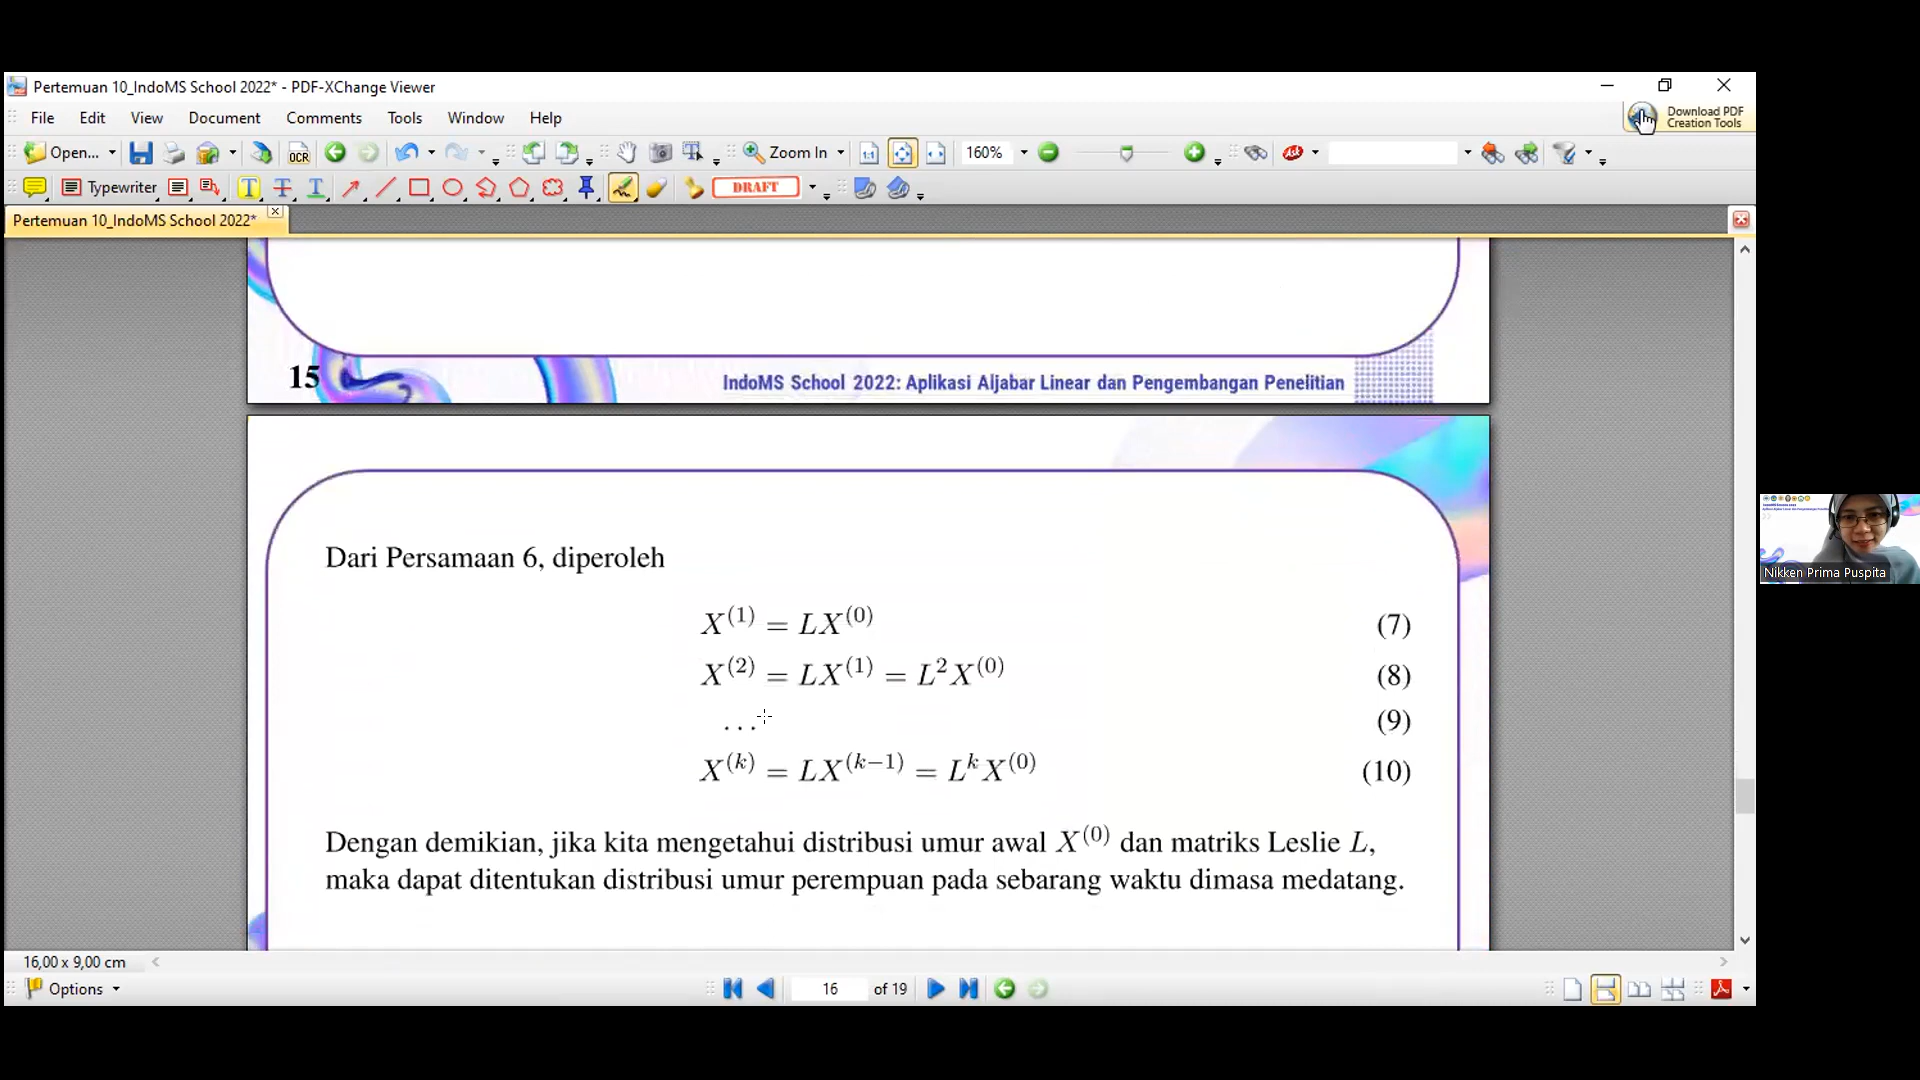 Pertemuan 10_IndoMS School 2022* - PDF-XChange Viewer
File Edit View Document Comments Tools Window Help
Download PDF
Creation Tools
Open... OCR Zoom In 1:1 160% Ask
Typewriter T T T DRAFT
Pertemuan 10_IndoMS School 2022*
15
IndoMS School 2022: Aplikasi Aljabar Linear dan Pengembangan Penelitian
Dari Persamaan 6, diperoleh
X^{(1)} = LX^{(0)} (7)
X^{(2)} = LX^{(1)} = L^2X^{(0)} (8)
... (9)
X^{(k)} = LX^{(k-1)} = L^kX^{(0)} (10)
Dengan demikian, jika kita mengetahui distribusi umur awal X^{(0)} dan matriks Leslie L,
maka dapat ditentukan distribusi umur perempuan pada sebarang waktu dimasa medatang.
Nikken Prima Puspita
16,00 x 9,00 cm
Options 16 of 19